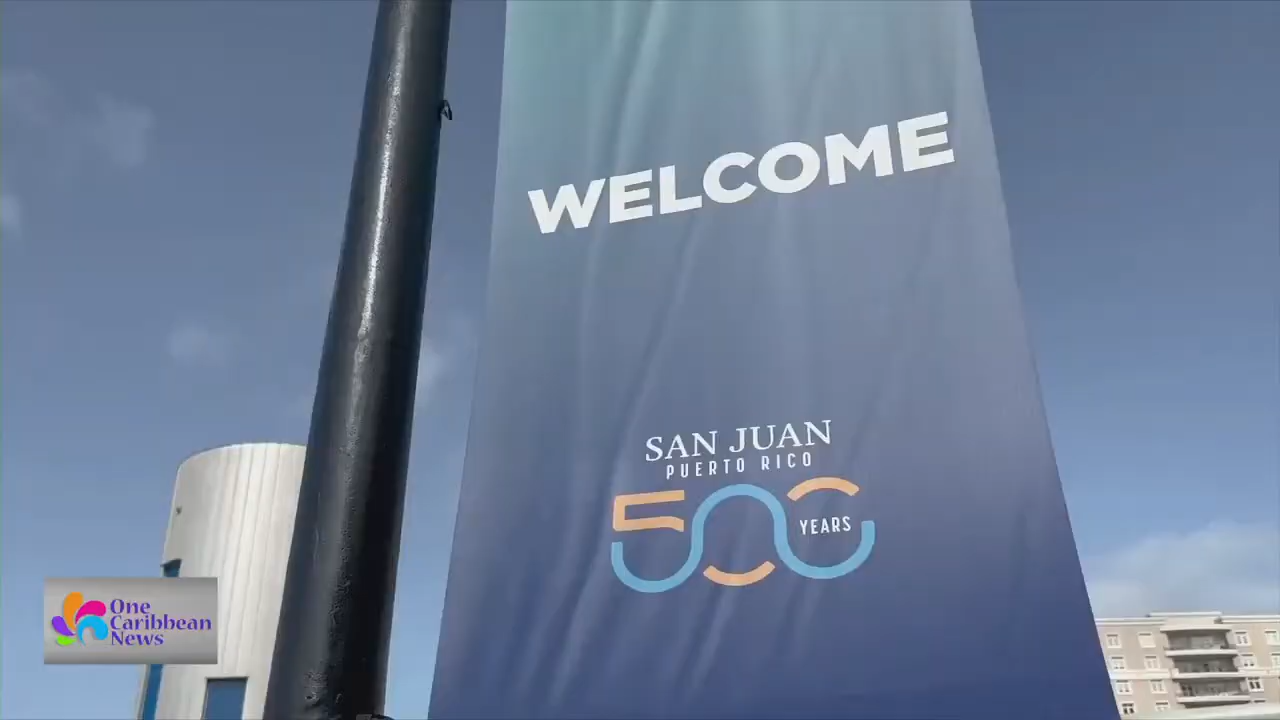 WELCOME
SAN JUAN
PUERTO RICO
500
YEARS
One
Caribbean
News